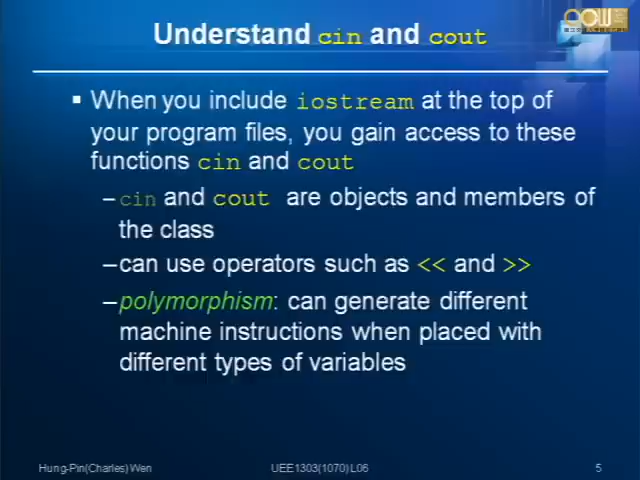 Understand cin and cout
▪ When you include iostream at the top of
your program files, you gain access to these
functions cin and cout
–cin and cout are objects and members of
the class
–can use operators such as << and >>
–polymorphism: can generate different
machine instructions when placed with
different types of variables
Hung-Pin(Charles) Wen UEE1303(1070) L06 5